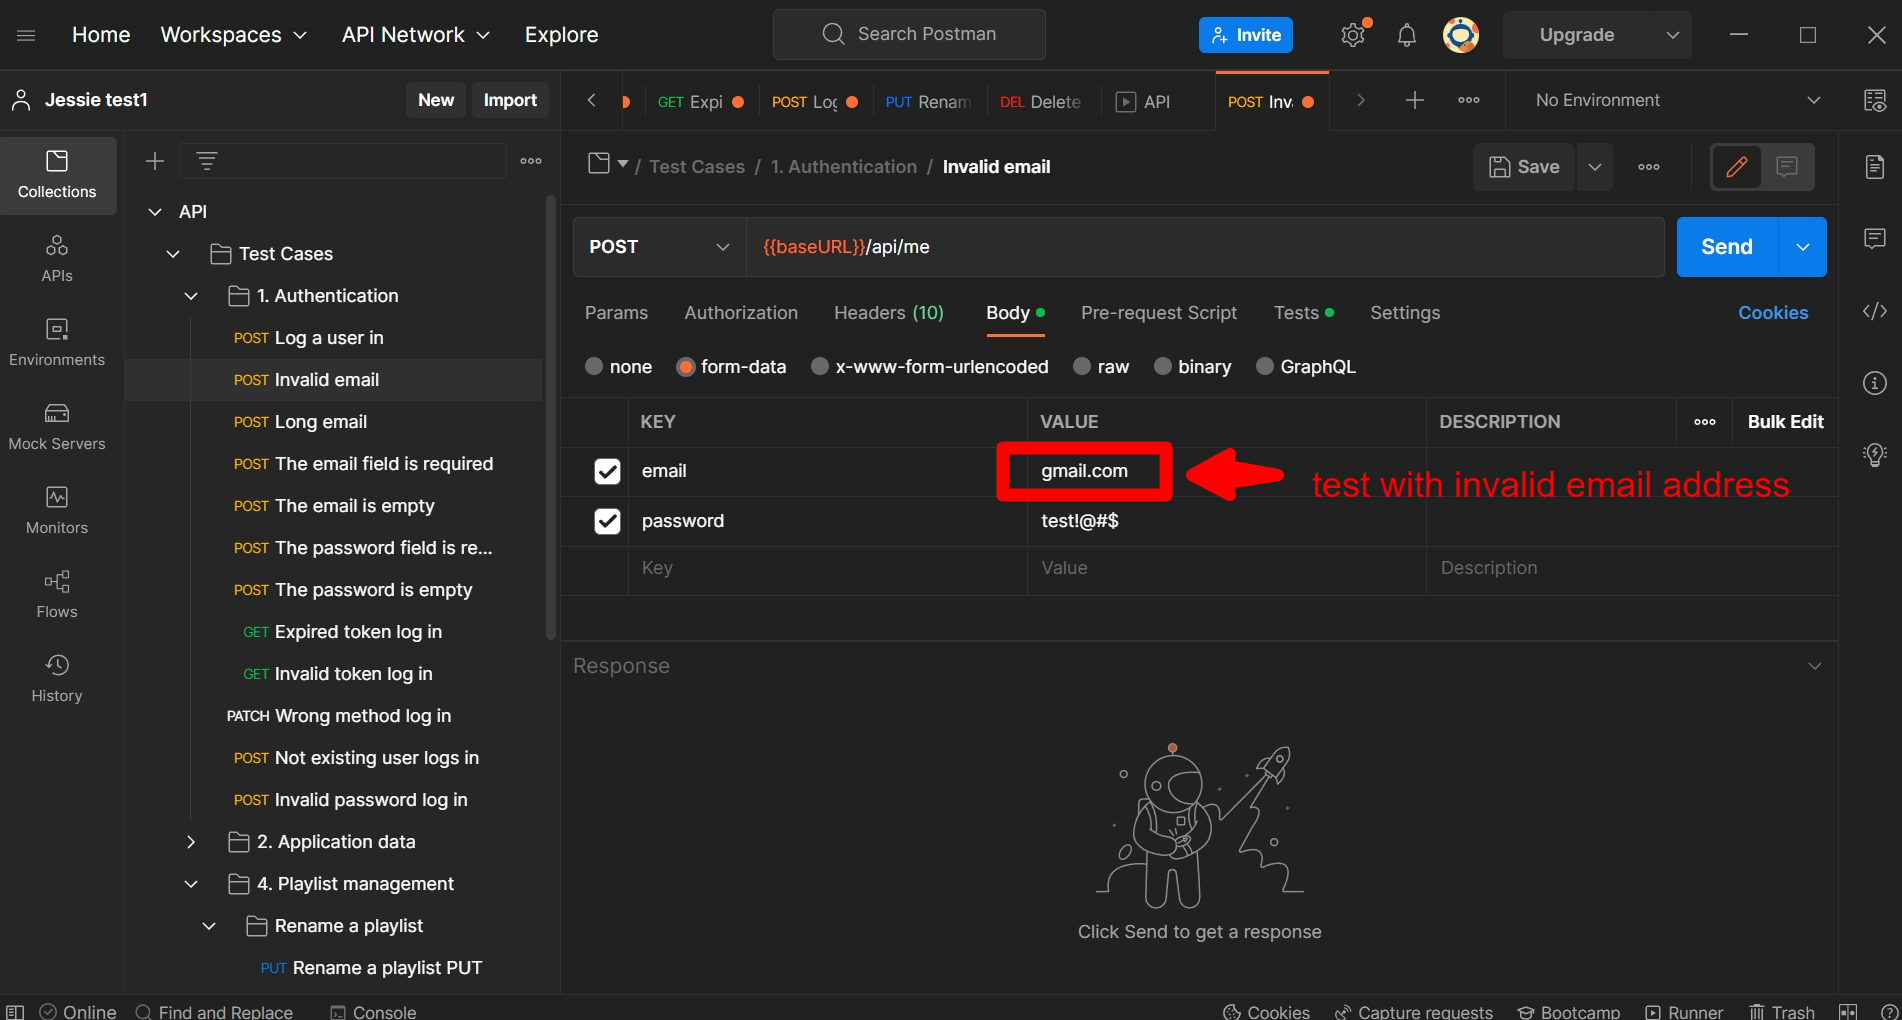 Home Workspaces API Network Explore Search Postman Invite Upgrade
Jessie test1 New Import
GET Expi POST Log PUT Renam DEL Delete API POST Inv. No Environment
Collections
APIs
Environments
Mock Servers
Monitors
Flows
History
API
Test Cases
1. Authentication
POST Log a user in
POST Invalid email
POST Long email
POST The email field is required
POST The email is empty
POST The password field is re...
POST The password is empty
GET Expired token log in
GET Invalid token log in
PATCH Wrong method log in
POST Not existing user logs in
POST Invalid password log in
2. Application data
4. Playlist management
Rename a playlist
PUT Rename a playlist PUT
/ Test Cases / 1. Authentication / Invalid email Save
POST {{baseURL}}/api/me Send
Params Authorization Headers (10) Body Pre-request Script Tests Settings Cookies
none form-data x-www-form-urlencoded raw binary GraphQL
KEY VALUE DESCRIPTION Bulk Edit
email gmail.com test with invalid email address
password test!@#$
Key Value Description
Response
Click Send to get a response
Online Find and Replace Console Cookies Capture requests Bootcamp Runner Trash